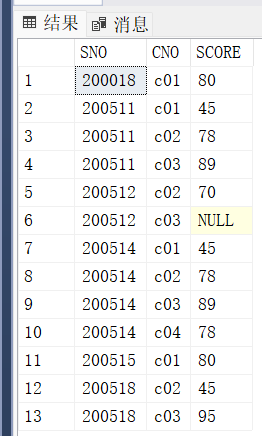 结果 消息
SNO CNO SCORE
1 200018 c01 80
2 200511 c01 45
3 200511 c02 78
4 200511 c03 89
5 200512 c02 70
6 200512 c03 NULL
7 200514 c01 45
8 200514 c02 78
9 200514 c03 89
10 200514 c04 78
11 200515 c01 80
12 200518 c02 45
13 200518 c03 95